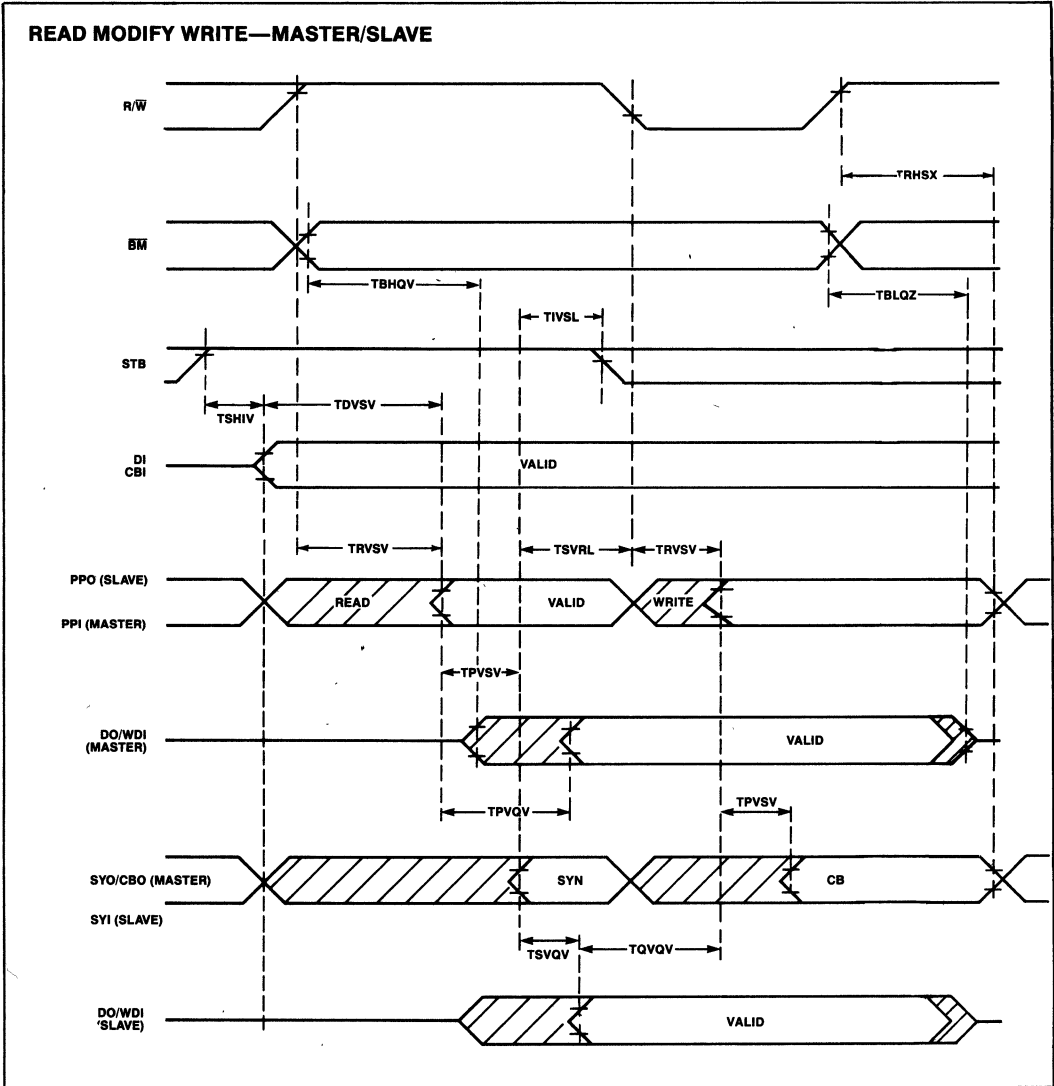 READ MODIFY WRITE—MASTER/SLAVE
R/W̅
TRHSX
B̅M̅
TBHQV
TBLQZ
TIVSL
STB
TSHIV
TDVSV
DI
CBI
VALID
TRVSV
TSVRL
TRVSV
PPO (SLAVE)
READ
VALID
WRITE
PPI (MASTER)
TPVSV
DO/WDI
(MASTER)
VALID
TPVQV
TPVSV
SYO/CBO (MASTER)
SYN
CB
SYI (SLAVE)
TSVQV
TQVQV
DO/WDI
'SLAVE)
VALID